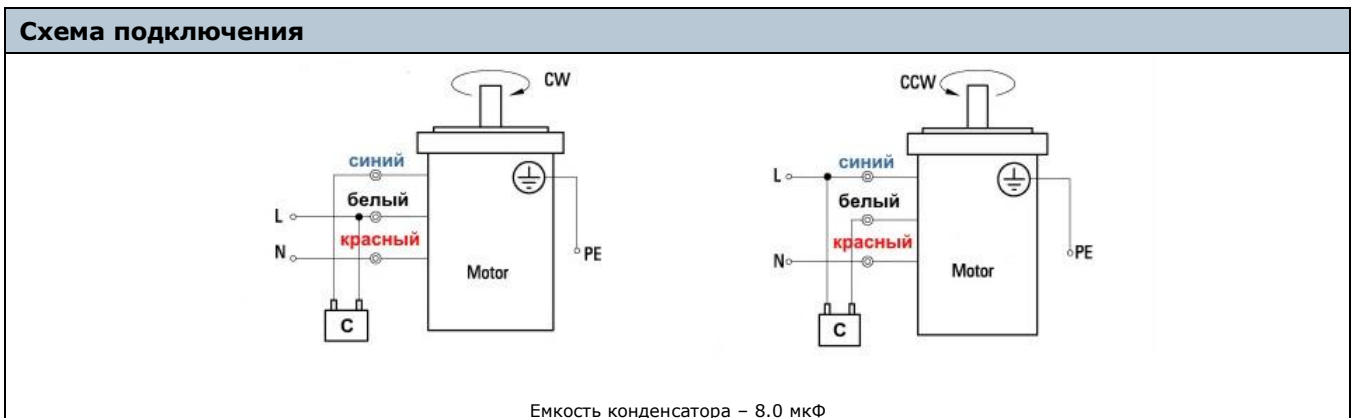 Схема подключения
CW
синий
белый
L
красный
N
PE
Motor
C
CCW
синий
L
белый
красный
N
PE
Motor
C
Емкость конденсатора – 8.0 мкФ